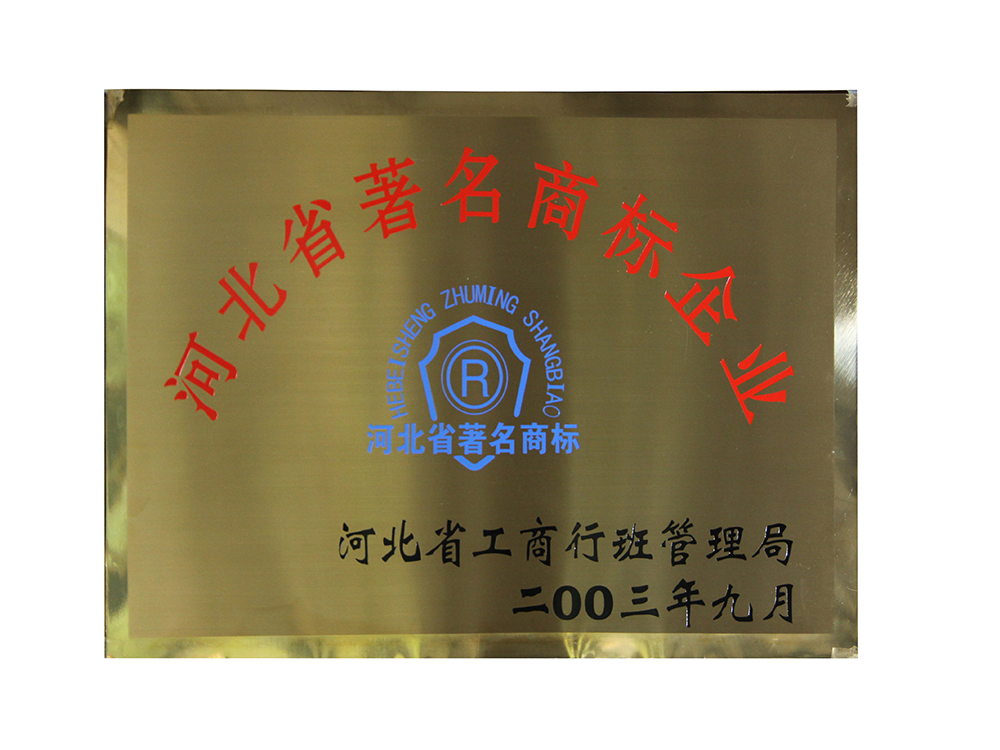 河北省著名商标企业
HEBEISHENG ZHUMING SHANGBIAO
R
河北省著名商标
河北省工商行班管理局
二00三年九月